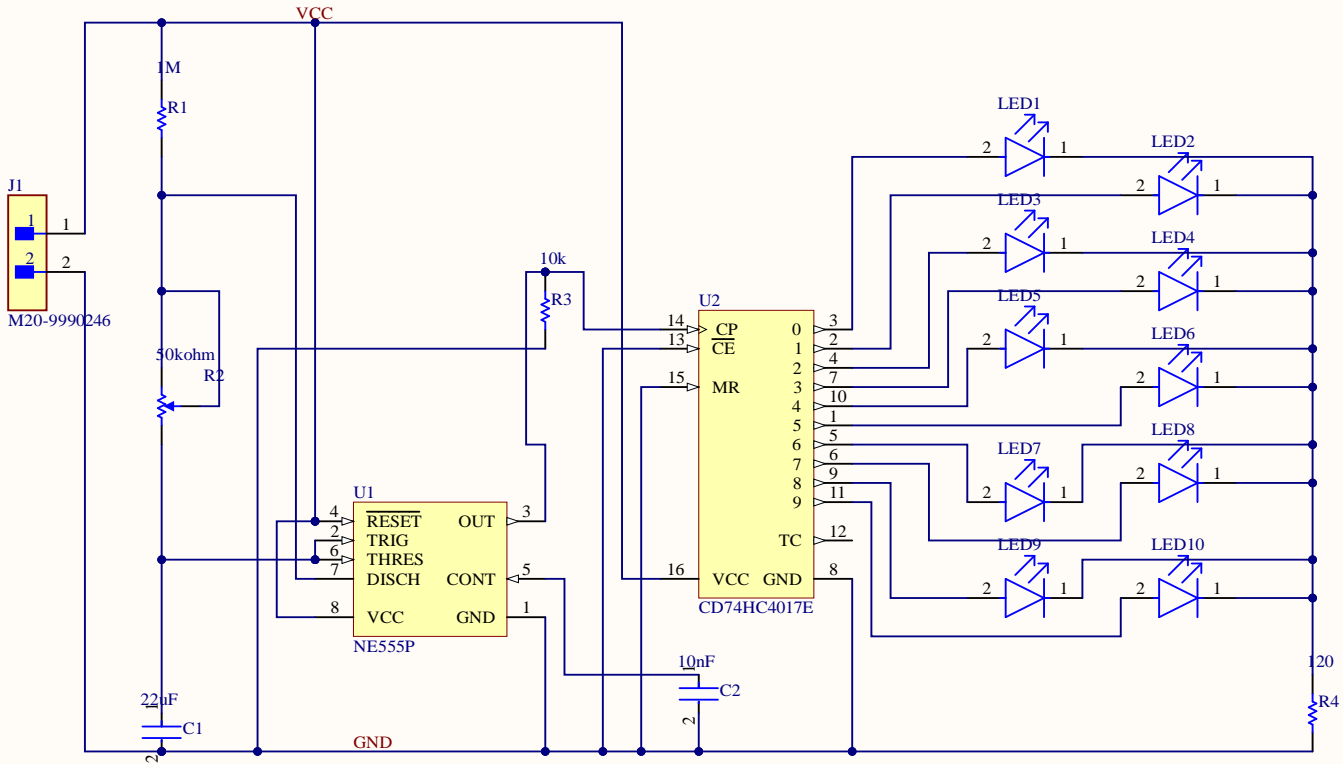 VCC
1M
R1
J1
1
1
2
2
M20-9990246
50kohm
R2
10k
R3
U1
4
RESET
OUT
3
2
TRIG
6
THRES
7
DISCH
CONT
5
8
VCC
GND
1
NE555P
22uF
1
C1
2
GND
10nF
1
C2
2
U2
14
CP
0
3
13
CE
1
2
2
4
15
MR
3
7
4
10
5
1
6
5
7
6
8
9
9
11
TC
12
16
VCC
GND
8
CD74HC4017E
LED1
2
1
LED2
2
1
LED3
2
1
LED4
2
1
LED5
2
1
LED6
2
1
LED7
2
1
LED8
2
1
LED9
2
1
LED10
2
1
120
R4